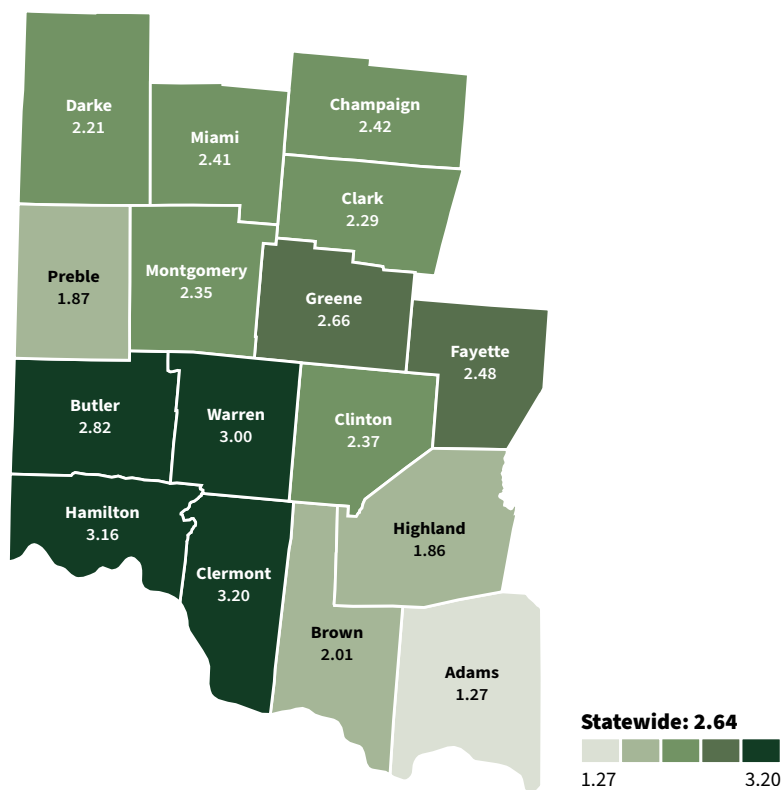 Darke
2.21
Miami
2.41
Champaign
2.42
Clark
2.29
Preble
1.87
Montgomery
2.35
Greene
2.66
Fayette
2.48
Butler
2.82
Warren
3.00
Clinton
2.37
Hamilton
3.16
Clermont
3.20
Highland
1.86
Brown
2.01
Adams
1.27
Statewide: 2.64
1.27 3.20